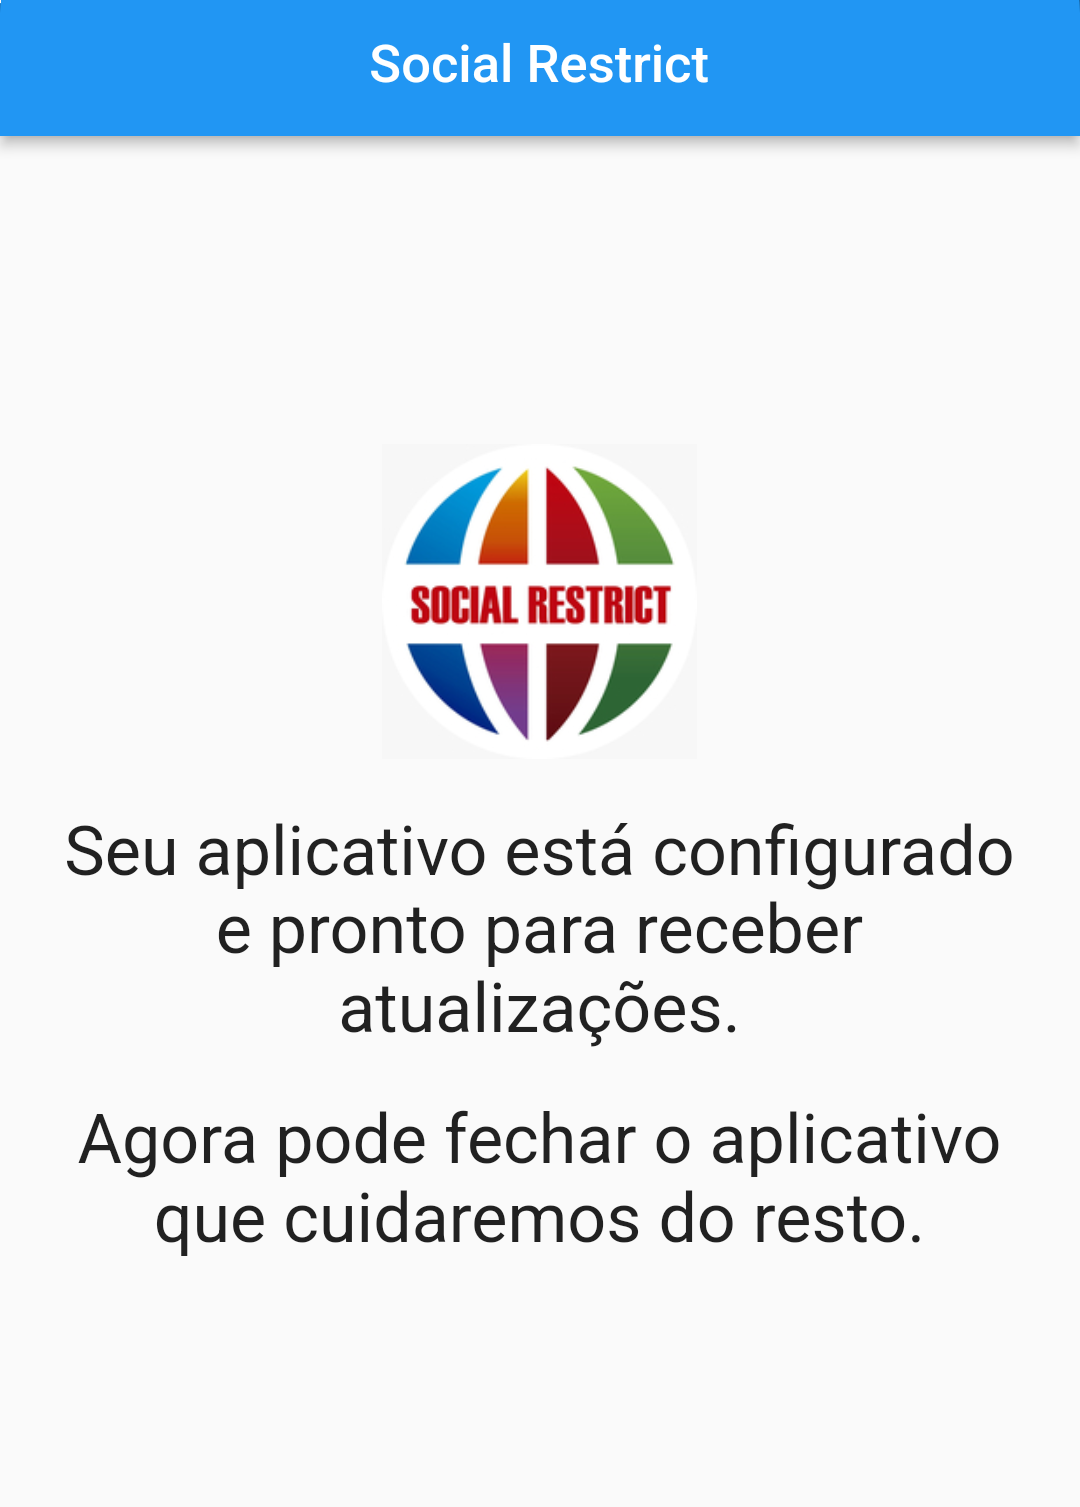 Social Restrict
SOCIAL RESTRICT
Seu aplicativo está configurado
e pronto para receber
atualizações.
Agora pode fechar o aplicativo
que cuidaremos do resto.